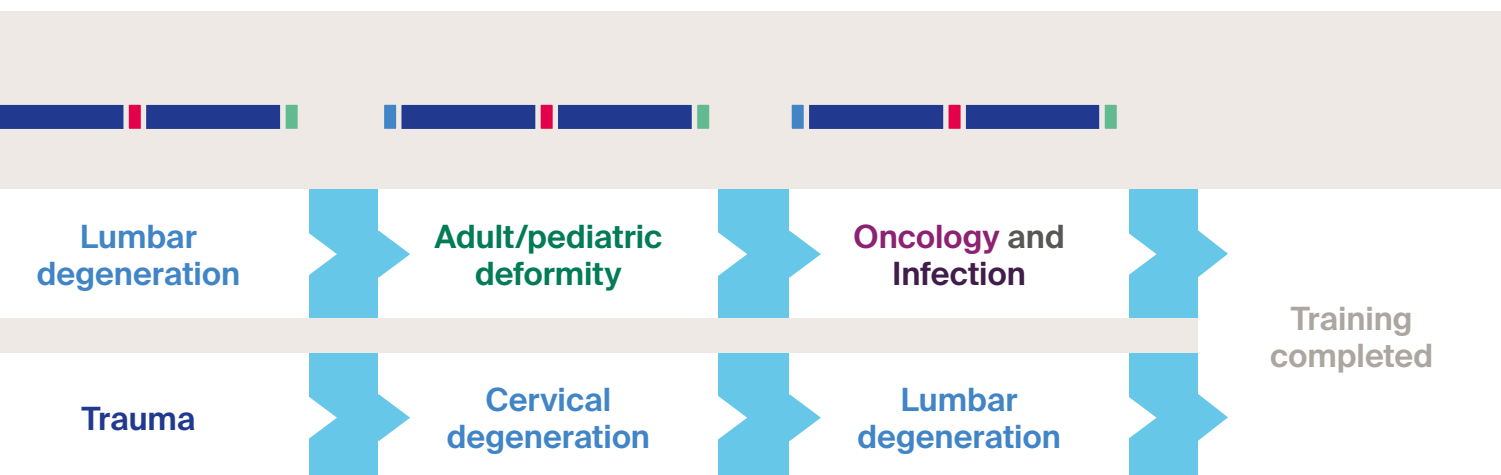 Lumbar
degeneration
Adult/pediatric
deformity
Oncology and
Infection
Training
completed
Trauma
Cervical
degeneration
Lumbar
degeneration